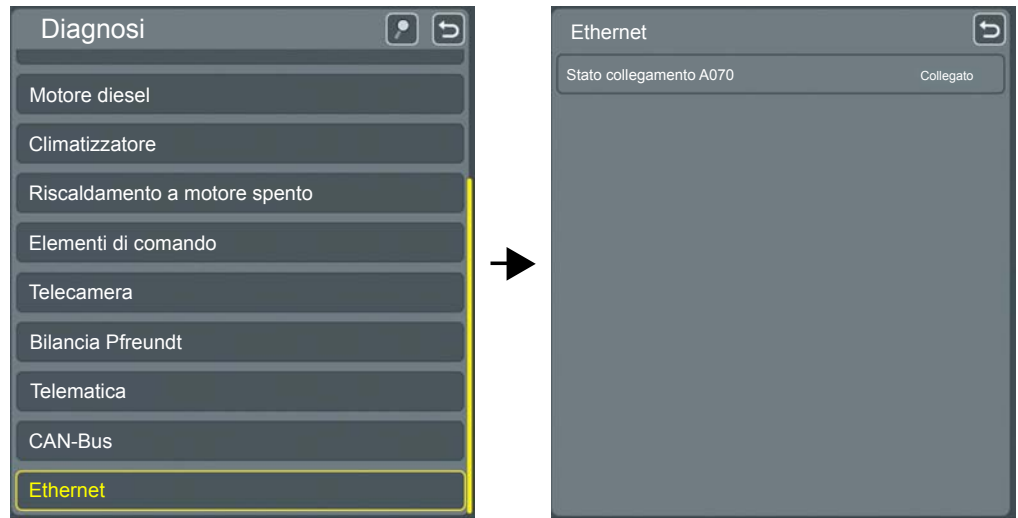 Diagnosi
Motore diesel
Climatizzatore
Riscaldamento a motore spento
Elementi di comando
Telecamera
Bilancia Pfreundt
Telematica
CAN-Bus
Ethernet
Ethernet
Stato collegamento A070 Collegato